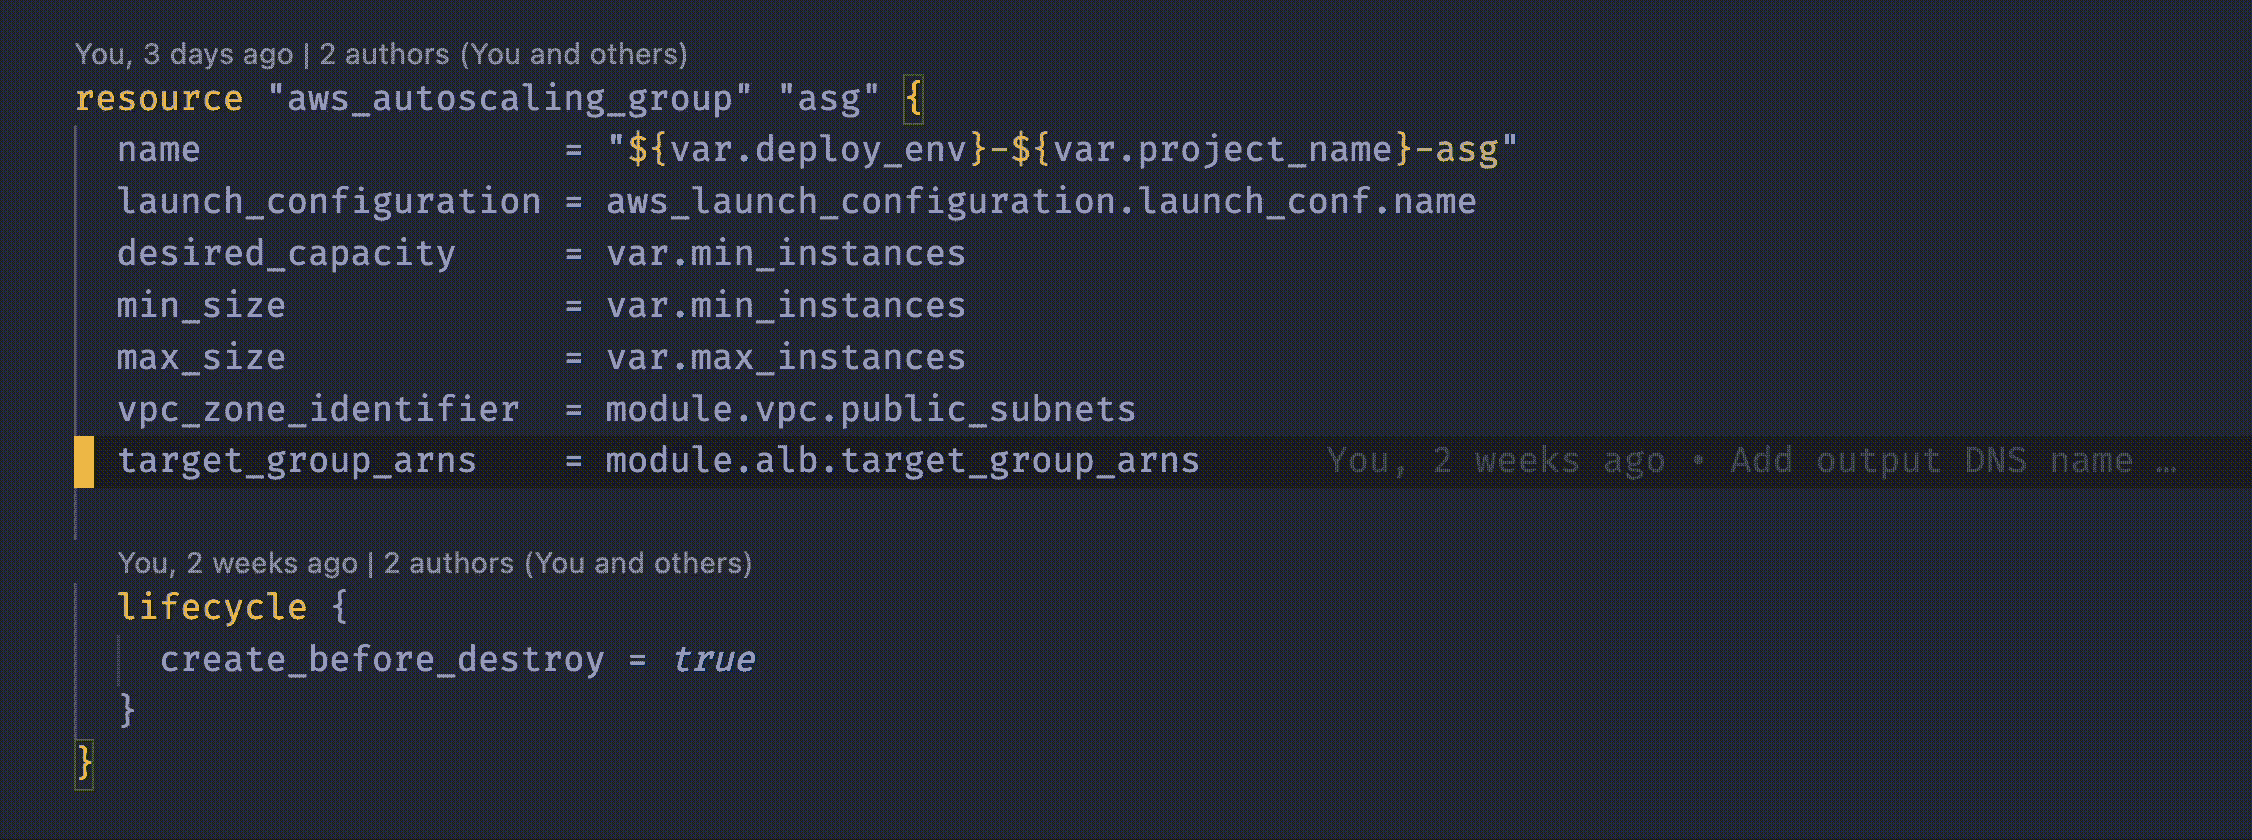 You, 3 days ago | 2 authors (You and others)
resource "aws_autoscaling_group" "asg" {
  name                 = "${var.deploy_env}-${var.project_name}-asg"
  launch_configuration = aws_launch_configuration.launch_conf.name
  desired_capacity     = var.min_instances
  min_size             = var.min_instances
  max_size             = var.max_instances
  vpc_zone_identifier  = module.vpc.public_subnets
  target_group_arns    = module.alb.target_group_arns      You, 2 weeks ago • Add output DNS name …
  You, 2 weeks ago | 2 authors (You and others)
  lifecycle {
    create_before_destroy = true
  }
}